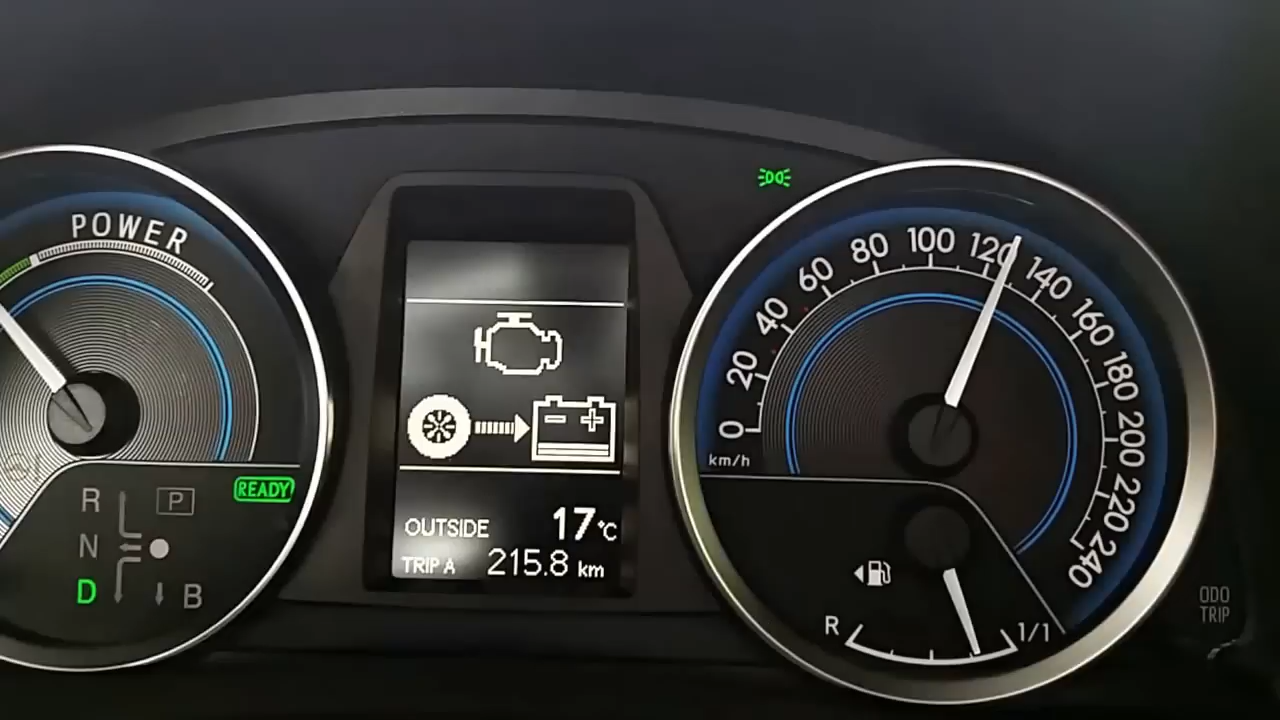 POWER
READY
R
P
N
D
B
OUTSIDE 17°C
TRIP A 215.8 km
0
20
40
60
80
100
120
140
160
180
200
220
240
km/h
R
1/1
ODO
TRIP